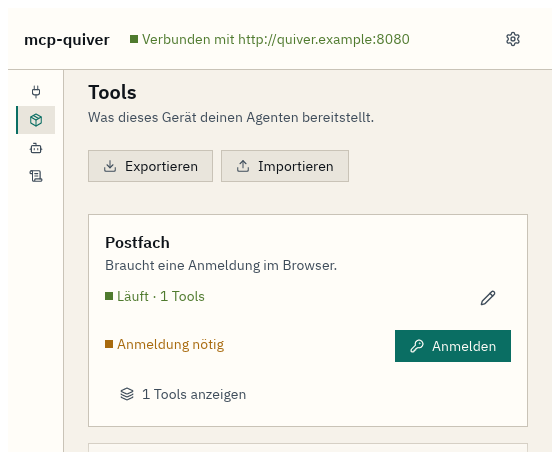 mcp-quiver
Verbunden mit http://quiver.example:8080
Tools
Was dieses Gerät deinen Agenten bereitstellt.
Exportieren
Importieren
Postfach
Braucht eine Anmeldung im Browser.
Läuft · 1 Tools
Anmeldung nötig
Anmelden
1 Tools anzeigen